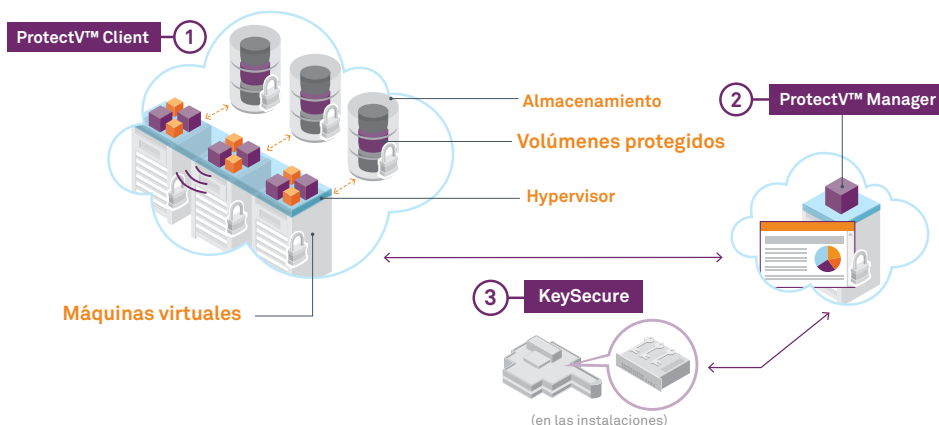 ProtectV™ Client
1
Almacenamiento
2
ProtectV™ Manager
Volúmenes protegidos
Hypervisor
3
KeySecure
Máquinas virtuales
(en las instalaciones)